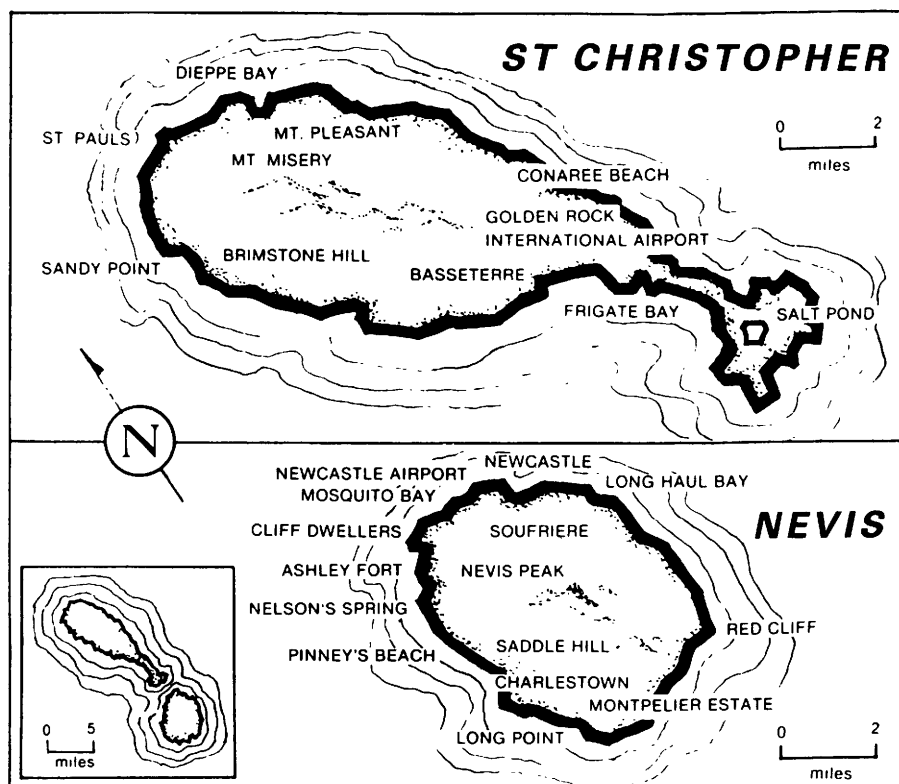 ST CHRISTOPHER
DIEPPE BAY
0 2
miles
ST PAULS
MT. PLEASANT
MT MISERY
CONAREE BEACH
GOLDEN ROCK
INTERNATIONAL AIRPORT
BRIMSTONE HILL
SANDY POINT
BASSETERRE
FRIGATE BAY
SALT POND
N
NEWCASTLE
NEWCASTLE AIRPORT
MOSQUITO BAY
LONG HAUL BAY
NEVIS
CLIFF DWELLERS
SOUFRIERE
ASHLEY FORT
NEVIS PEAK
NELSON'S SPRING
RED CLIFF
SADDLE HILL
PINNEY'S BEACH
CHARLESTOWN
MONTPELIER ESTATE
LONG POINT
0 5
miles
0 2
miles